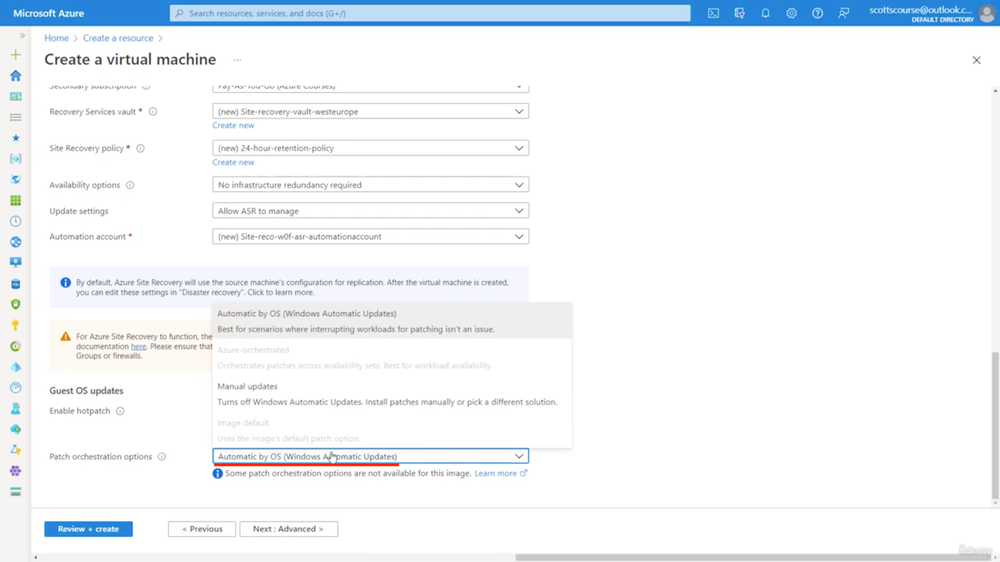 Microsoft Azure
Search resources, services, and docs (G+/)
scottscourse@outlook.c...
DEFAULT DIRECTORY
Home > Create a resource >
Create a virtual machine ...
Secondary subscription
Pay-As-You-Go (Azure Courses)
Recovery Services vault *
(new) Site-recovery-vault-westeurope
Create new
Site Recovery policy *
(new) 24-hour-retention-policy
Create new
Availability options
No infrastructure redundancy required
Update settings
Allow ASR to manage
Automation account *
(new) Site-reco-w0f-asr-automationaccount
By default, Azure Site Recovery will use the source machine's configuration for replication. After the virtual machine is created,
you can edit these settings in "Disaster recovery". Click to learn more.
For Azure Site Recovery to function, the
documentation here. Please ensure that
Groups or firewalls.
Automatic by OS (Windows Automatic Updates)
Best for scenarios where interrupting workloads for patching isn't an issue.
Azure-orchestrated
Orchestrates patches across availability sets. Best for workload availability.
Manual updates
Turns off Windows Automatic Updates. Install patches manually or pick a different solution.
Image default
Uses the image's default patch option.
Guest OS updates
Enable hotpatch
Patch orchestration options
Automatic by OS (Windows Automatic Updates)
Some patch orchestration options are not available for this image. Learn more
Review + create
< Previous
Next : Advanced >
ûdemy